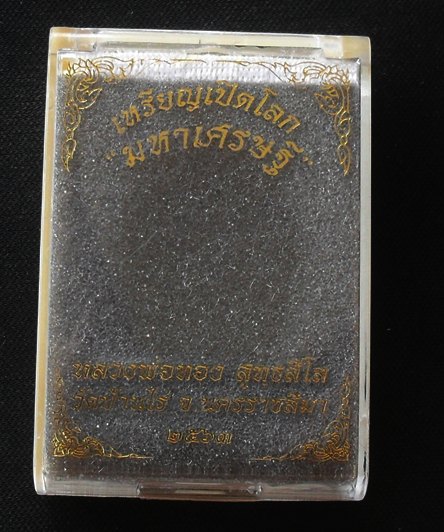 เหรียญเปิดโลก
"มหาเศรษฐี"
หลวงพ่อทอง สุทธสีโล
วัดบ้านไร่ จ นครราชสีมา
๒๕๖๓